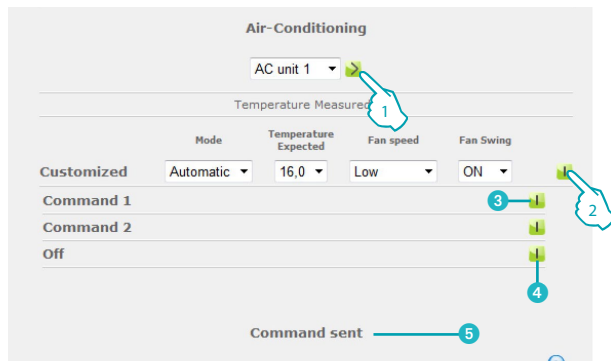 Air-Conditioning
AC unit 1
1
Temperature Measured
Mode Temperature Expected Fan speed Fan Swing
Customized Automatic 16,0 Low ON
2
Command 1 3
Command 2
Off
4
Command sent 5